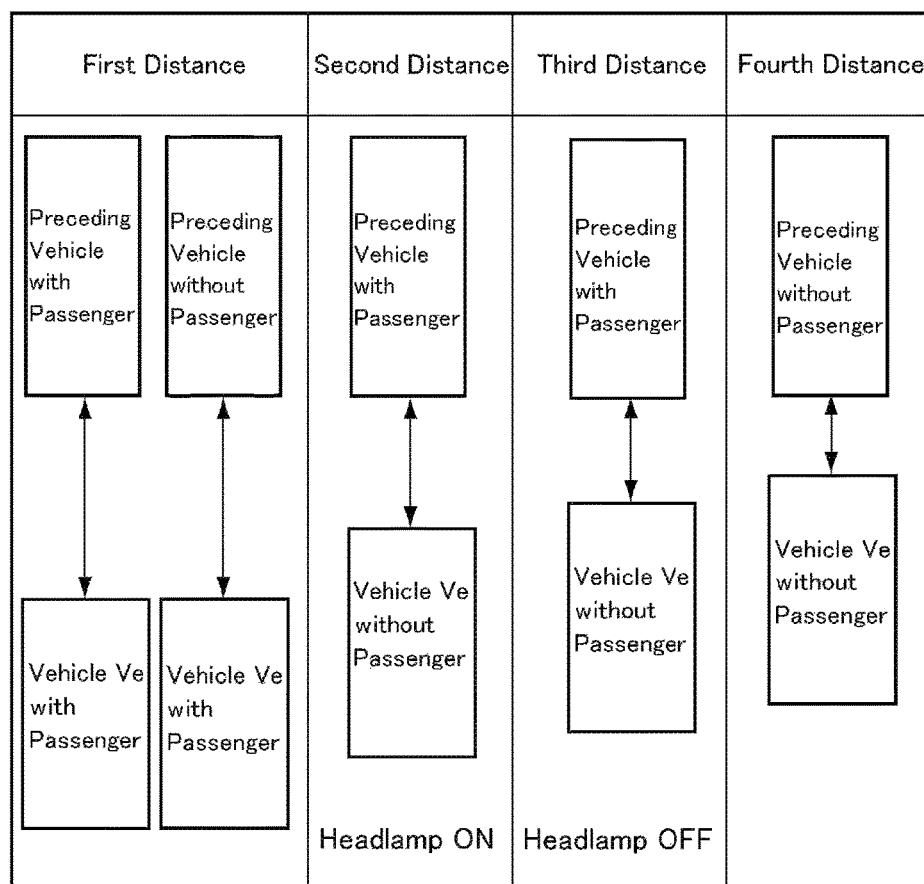 First Distance
Second Distance
Third Distance
Fourth Distance
Preceding
Vehicle
with
Passenger
Preceding
Vehicle
without
Passenger
Vehicle Ve
with
Passenger
Vehicle Ve
with
Passenger
Preceding
Vehicle
with
Passenger
Vehicle Ve
without
Passenger
Headlamp ON
Preceding
Vehicle
with
Passenger
Vehicle Ve
without
Passenger
Headlamp OFF
Preceding
Vehicle
without
Passenger
Vehicle Ve
without
Passenger